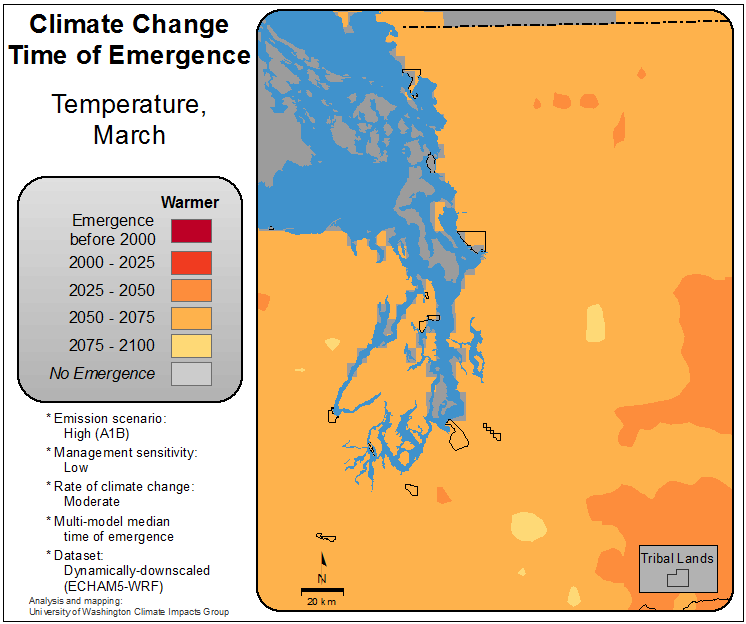 Climate Change
Time of Emergence
Temperature,
March
Warmer
Emergence
before 2000
2000 - 2025
2025 - 2050
2050 - 2075
2075 - 2100
No Emergence
* Emission scenario:
High (A1B)
* Management sensitivity:
Low
* Rate of climate change:
Moderate
* Multi-model median
time of emergence
* Dataset:
Dynamically-downscaled
(ECHAM5-WRF)
Analysis and mapping:
University of Washington Climate Impacts Group
N
20 km
Tribal Lands